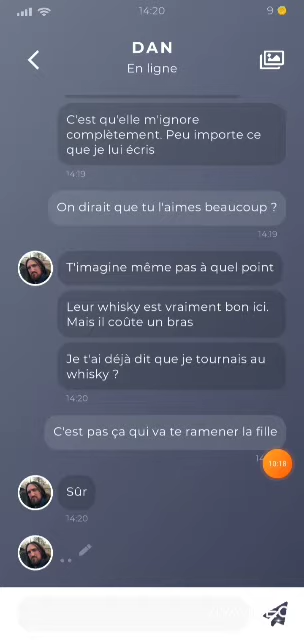 14:20
9
DAN
En ligne
C'est qu'elle m'ignore
complètement. Peu importe ce
que je lui écris
14:19
On dirait que tu l'aimes beaucoup ?
14:19
T'imagine même pas à quel point
Leur whisky est vraiment bon ici.
Mais il coûte un bras
Je t'ai déjà dit que je tournais au
whisky ?
14:20
C'est pas ça qui va te ramener la fille
Sûr
14:20